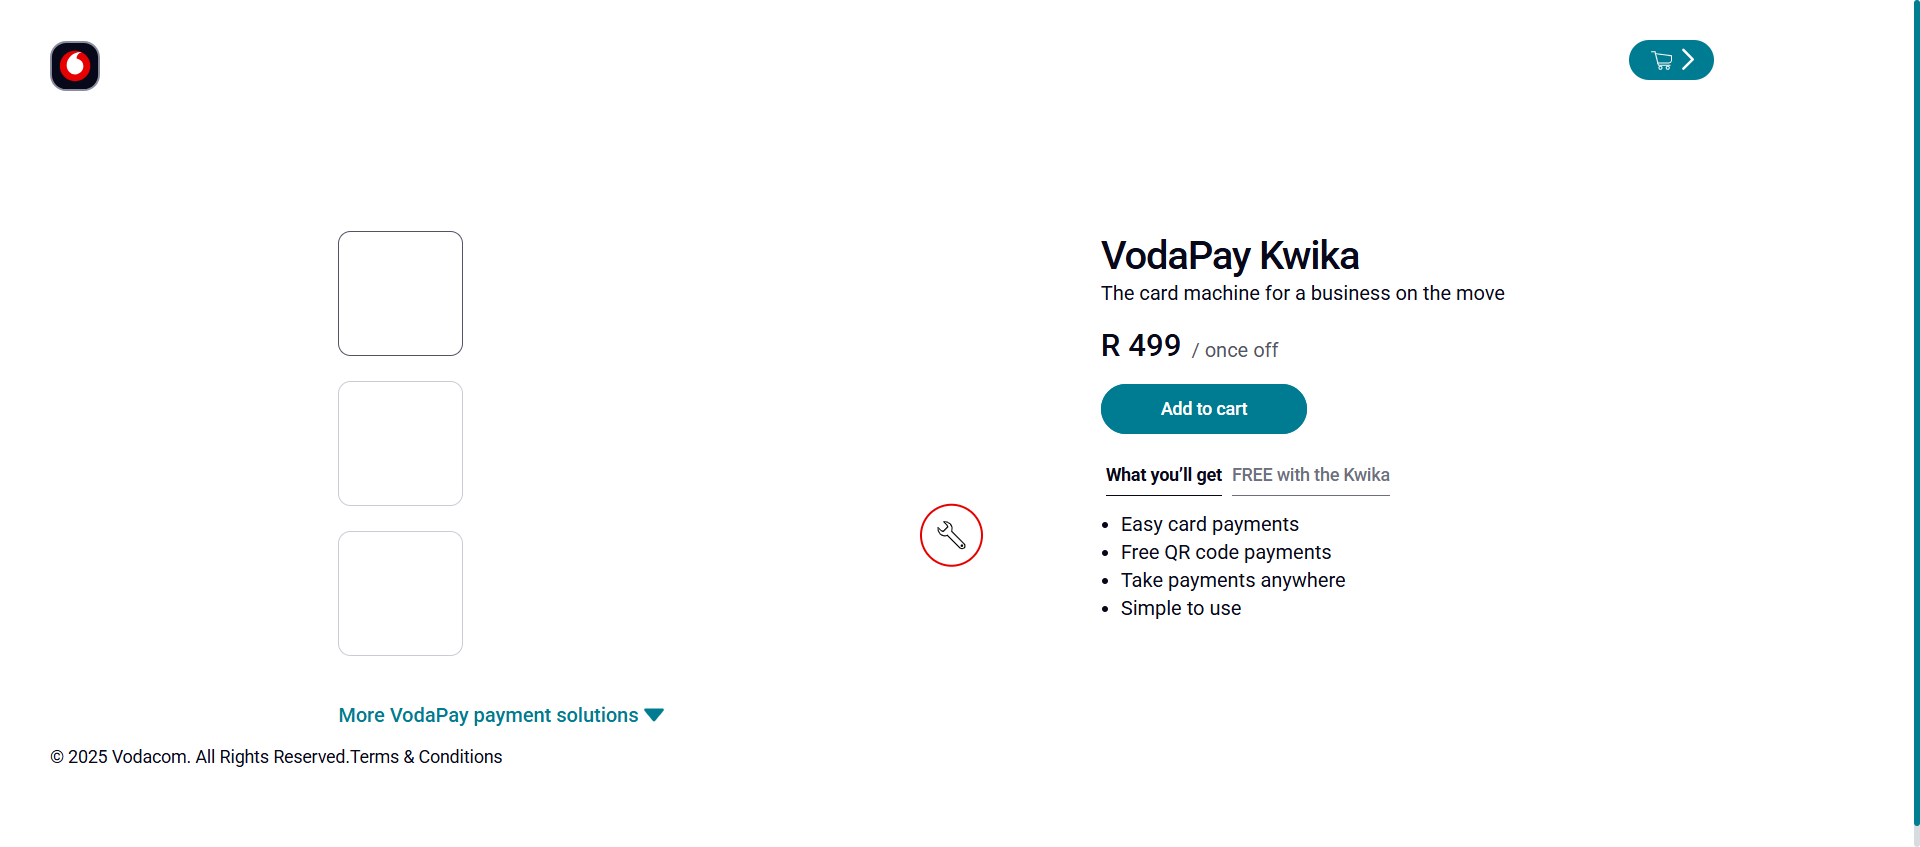 VodaPay Kwika
The card machine for a business on the move
R 499 / once off
Add to cart
What you’ll get FREE with the Kwika
• Easy card payments
• Free QR code payments
• Take payments anywhere
• Simple to use
More VodaPay payment solutions
© 2025 Vodacom. All Rights Reserved.Terms & Conditions